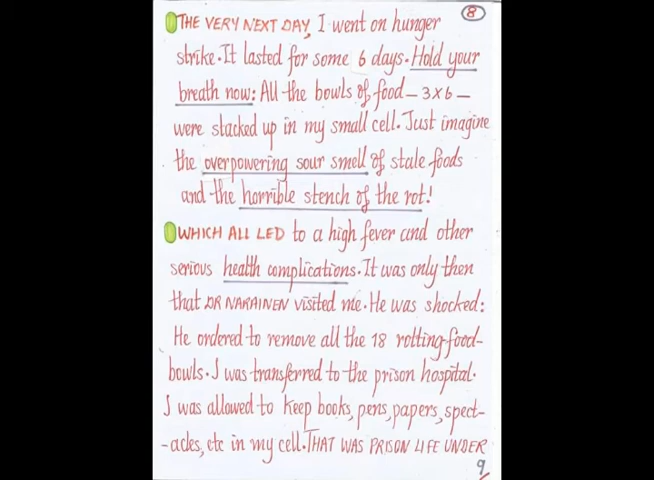 8
THE VERY NEXT DAY, I went on hunger
strike. It lasted for some 6 days. Hold your
breath now: All the bowls of food — 3x6 —
were stacked up in my small cell. Just imagine
the overpowering sour smell of stale foods
and the horrible stench of the rot!
WHICH ALL LED to a high fever and other
serious health complications. It was only then
that DR NARAINEN visited me. He was shocked:
He ordered to remove all the 18 rotting-food-
bowls. I was transferred to the prison hospital.
I was allowed to keep books, pens, papers, spect-
-acles, etc in my cell. THAT WAS PRISON LIFE UNDER
9